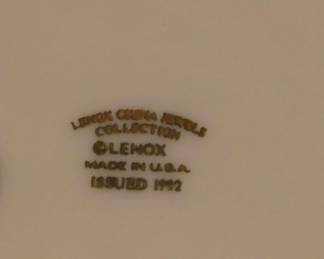 LENOX CHINA JEWELS
COLLECTION
©LENOX
MADE IN U.S.A.
ISSUED 1992